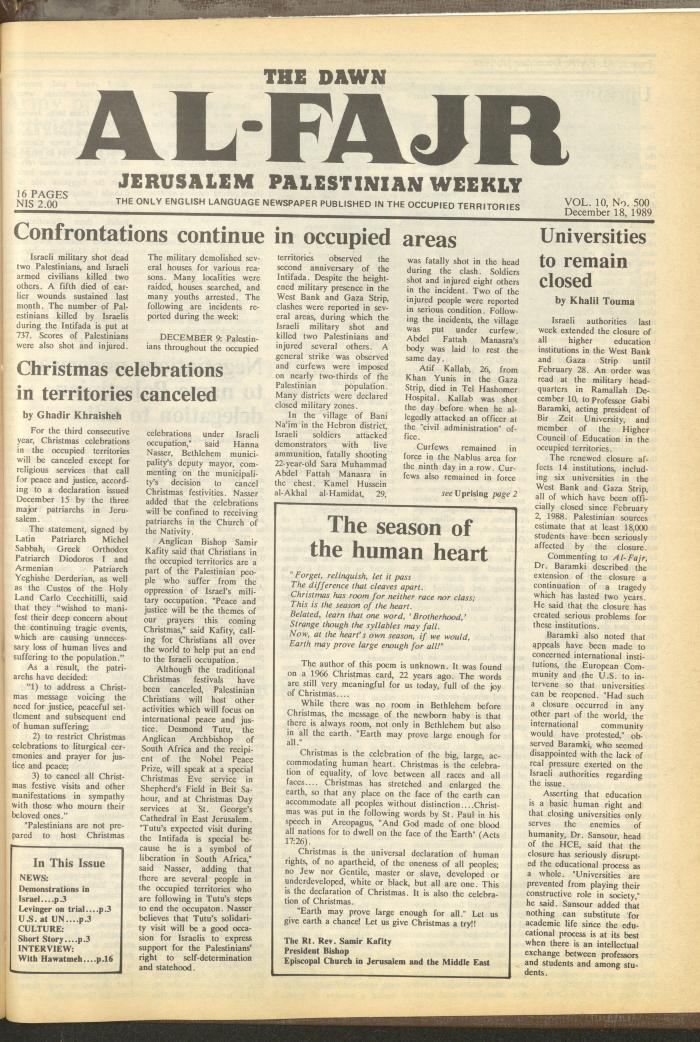 THE DAWN
AL-FAJR
JERUSALEM PALESTINIAN WEEKLY
16 PAGES
NIS 2.00
THE ONLY ENGLISH LANGUAGE NEWSPAPER PUBLISHED IN THE OCCUPIED TERRITORIES
VOL. 10, No. 500
December 18, 1989
Confrontations continue in occupied areas
Israeli military shot dead
two Palestinians, and Israeli
armed civilians killed two
others. A fifth died of ear-
lier wounds sustained last
month. The number of Pal-
estinians killed by Israelis
during the Intifada is put at
737. Scores of Palestinians
were also shot and injured.
The military demolished sev-
eral houses for various rea-
sons. Many localities were
raided, houses searched, and
many youths arrested. The
following are incidents re-
ported during the week:
DECEMBER 9: Palestin-
ians throughout the occupied
territories observed the
second anniversary of the
Intifada. Despite the height-
ened military presence in the
West Bank and Gaza Strip,
clashes were reported in sev-
eral areas, during which the
Israeli military shot and
killed two Palestinians and
injured several others. A
general strike was observed
and curfews were imposed
on nearly two-thirds of the
Palestinian population.
Many districts were declared
closed military zones.
In the village of Bani
Na'im in the Hebron district,
Israeli soldiers attacked
demonstrators with live
ammunition, fatally shooting
22-year-old Sara Muhammad
Abdel Fattah Manasra in
the chest. Kamel Hussein
al-Akhal al-Hamidat, 29,
was fatally shot in the head
during the clash. Soldiers
shot and injured eight others
in the incident. Two of the
injured people were reported
in serious condition. Follow-
ing the incidents, the village
was put under curfew.
Abdel Fattah Manasra's
body was laid to rest the
same day.
Atif Kallab, 26, from
Khan Yunis in the Gaza
Strip, died in Tel Hashomer
Hospital. Kallab was shot
the day before when he al-
legedly attacked an officer at
the "civil administration" of-
fice.
Curfews remained in
force in the Nablus area for
the ninth day in a row. Cur-
fews also remained in force
see Uprising page 2
Christmas celebrations
in territories canceled
by Ghadir Khraisheh
For the third consecutive
year, Christmas celebrations
in the occupied territories
will be canceled except for
religious services that call
for peace and justice, accord-
ing to a declaration issued
December 15 by the three
major patriarchs in Jeru-
salem.
The statement, signed by
Latin Patriarch Michel
Sabbah, Greek Orthodox
Patriarch Diodoros I and
Armenian Patriarch
Yeghishe Derderian, as well
as the Custos of the Holy
Land Carlo Cecchitilli, said
that they "wished to mani-
fest their deep concern about
the continuing tragic events,
which are causing unneces-
sary loss of human lives and
suffering to the population."
As a result, the patri-
archs have decided:
"1) to address a Christ-
mas message voicing the
need for justice, peaceful set-
tlement and subsequent end
of human suffering;
2) to restrict Christmas
celebrations to liturgical cer-
emonies and prayer for jus-
tice and peace;
3) to cancel all Christ-
mas festive visits and other
manifestations in sympathy
with those who mourn their
beloved ones."
"Palestinians are not pre-
pared to host Christmas
celebrations under Israeli
occupation," said Hanna
Nasser, Bethlehem munici-
pality's deputy mayor, com-
menting on the municipali-
ty's decision to cancel
Christmas festivities. Nasser
added that the celebrations
will be confined to receiving
patriarchs in the Church of
the Nativity.
Anglican Bishop Samir
Kafity said that Christians in
the occupied territories are a
part of the Palestinian peop-
le who suffer from the
oppression of Israel's mili-
tary occupation. "Peace and
justice will be the themes of
our prayers this coming
Christmas," said Kafity, cal-
ling for Christians all over
the world to help put an end
to the Israeli occupation.
Although the traditional
Christmas festivals have
been canceled, Palestinian
Christians will host other
activities which will focus on
international peace and jus-
tice. Desmond Tutu, the
Anglican Archbishop of
South Africa and the recipi-
ent of the Nobel Peace
Prize, will speak at a special
Christmas Eve service in
Shepherd's Field in Beit Sa-
hour, and at Christmas Day
services at St. George's
Cathedral in East Jerusalem.
"Tutu's expected visit during
the Intifada is special be-
cause he is a symbol of
liberation in South Africa,"
said Nasser, adding that
there are several people in
the occupied territories who
are following in Tutu's steps
to end the occupaton. Nasser
believes that Tutu's solidari-
ty visit will be a good occa-
sion for Israelis to express
support for the Palestinians'
right to self-determination
and statehood.
In This Issue
NEWS:
Demonstrations in
Israel....p.3
Levinger on trial....p.3
U.S. at UN....p.3
CULTURE:
Short Story....p.3
INTERVIEW:
With Hawatmeh....p.16
The season of
the human heart
"Forget, relinquish, let it pass
The difference that cleaves apart.
Christmas has room for neither race nor class;
This is the season of the heart.
Belated, learn that one word, 'Brotherhood,'
Strange though the syllables may fall.
Now, at the heart's own season, if we would,
Earth may prove large enough for all!"
The author of this poem is unknown. It was found
on a 1966 Christmas card, 22 years ago. The words
are still very meaningful for us today, full of the joy
of Christmas....
While there was no room in Bethlehem before
Christmas, the message of the newborn baby is that
there is always room, not only in Bethlehem but also
in all the earth. "Earth may prove large enough for
all."
Christmas is the celebration of the big, large, ac-
commodating human heart. Christmas is the celebra-
tion of equality, of love between all races and all
faces.... Christmas has stretched and enlarged the
earth, so that any place on the face of the earth can
accommodate all peoples without distinction....Christ-
mas was put in the following words by St. Paul in his
speech in Areopagus, "And God made of one blood
all nations for to dwell on the face of the Earth" (Acts
17:26).
Christmas is the universal declaration of human
rights, of no apartheid, of the oneness of all peoples;
no Jew nor Gentile, master or slave, developed or
underdeveloped, white or black, but all are one. This
is the declaration of Christmas. It is also the celebra-
tion of Christmas.
"Earth may prove large enough for all." Let us
give earth a chance! Let us give Christmas a try!!
The Rt. Rev. Samir Kafity
President Bishop
Episcopal Church in Jerusalem and the Middle East
Universities
to remain
closed
by Khalil Touma
Israeli authorities last
week extended the closure of
all higher education
institutions in the West Bank
and Gaza Strip until
February 28. An order was
read at the military head-
quarters in Ramallah De-
cember 10, to Professor Gabi
Baramki, acting president of
Bir Zeit University, and
member of the Higher
Council of Education in the
occupied territories.
The renewed closure af-
fects 14 institutions, includ-
ing six universities in the
West Bank and Gaza Strip,
all of which have been offi-
cially closed since February
2, 1988. Palestinian sources
estimate that at least 18,000
students have been seriously
affected by the closure.
Commenting to Al-Fajr,
Dr. Baramki described the
extension of the closure a
continuation of a tragedy
which has lasted two years.
He said that the closure has
created serious problems for
these institutions.
Baramki also noted that
appeals have been made to
concerned international insti-
tutions, the European Com-
munity and the U.S. to in-
tervene so that universities
can be reopened. "Had such
a closure occurred in any
other part of the world, the
international community
would have protested," ob-
served Baramki, who seemed
disappointed with the lack of
real pressure exerted on the
Israeli authorities regarding
the issue.
Asserting that education
is a basic human right and
that closing universities only
serves the enemies of
humanity, Dr. Sansour, head
of the HCE, said that the
closure has seriously disrupt-
ed the educational process as
a whole. "Universities are
prevented from playing their
constructive role in society,"
he said. Sansour added that
nothing can substitute for
academic life since the edu-
cational process is at its best
when there is an intellectual
exchange between professors
and students and among stu-
dents.